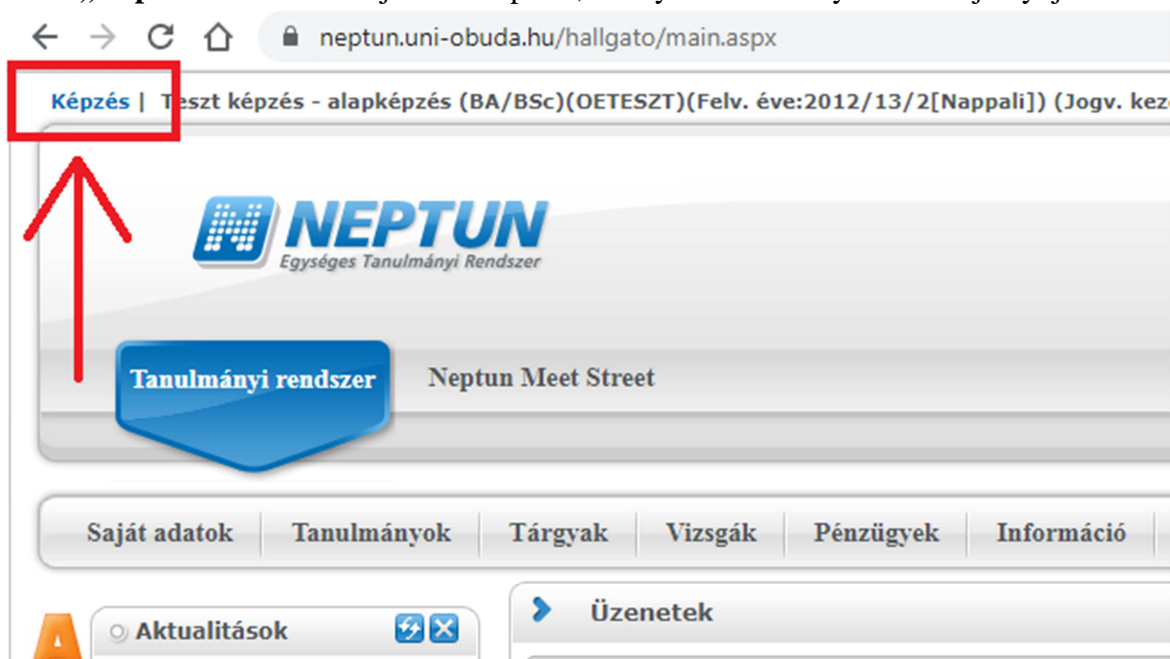 neptun.uni-obuda.hu/hallgato/main.aspx
Képzés | Teszt képzés - alapképzés (BA/BSc)(OETESZT)(Felv. éve:2012/13/2[Nappali]) (Jogv.
NEPTUN
Egységes Tanulmányi Rendszer
Tanulmányi rendszer Neptun Meet Street
Saját adatok Tanulmányok Tárgyak Vizsgák Pénzügyek Információ
Üzenetek
Aktualitások